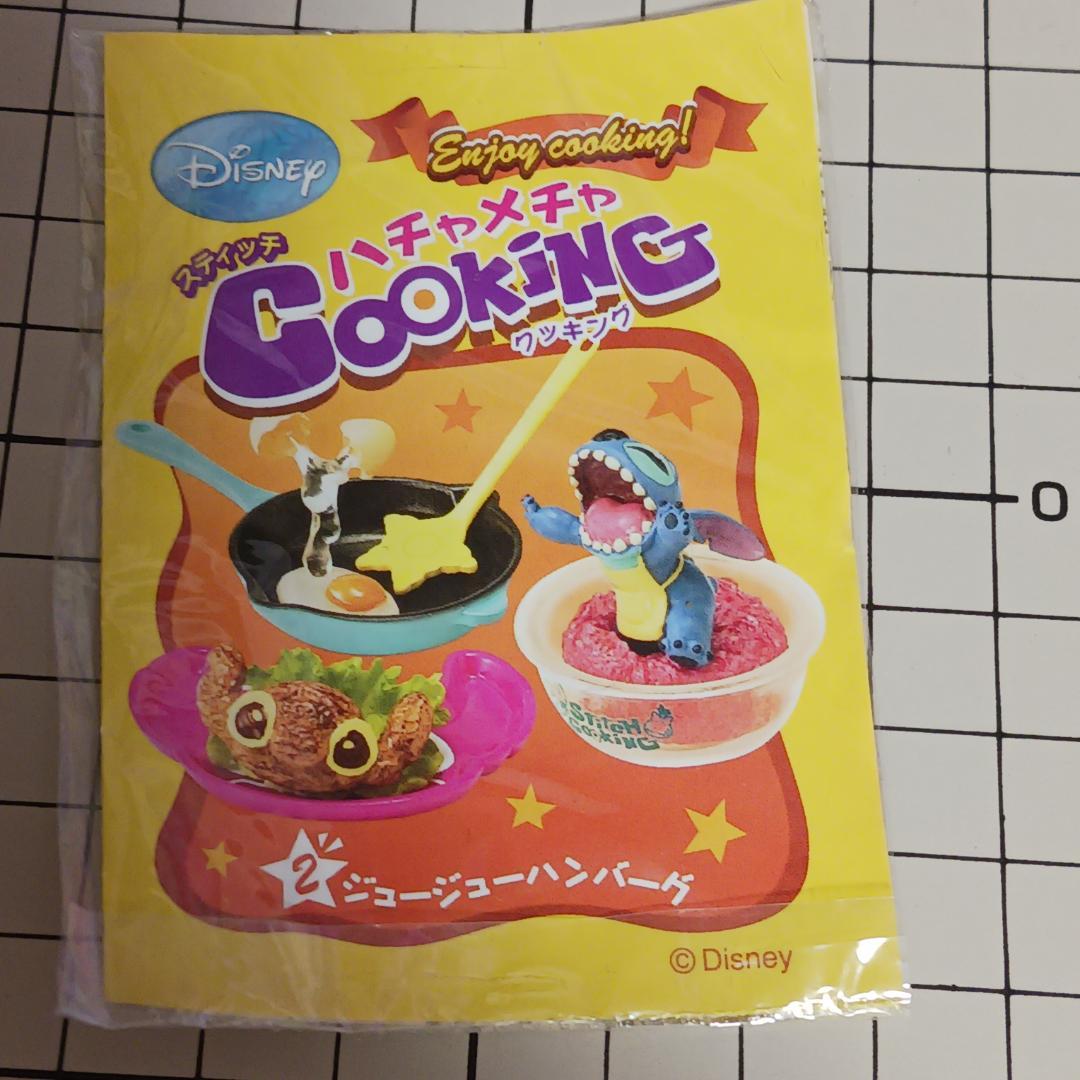 Disney
Enjoy cooking!
スティッチ
ハチャメチャ
COOKiNG
クッキング
STiTCH
COOKiNG
2 ジュージューハンバーグ
© Disney
0